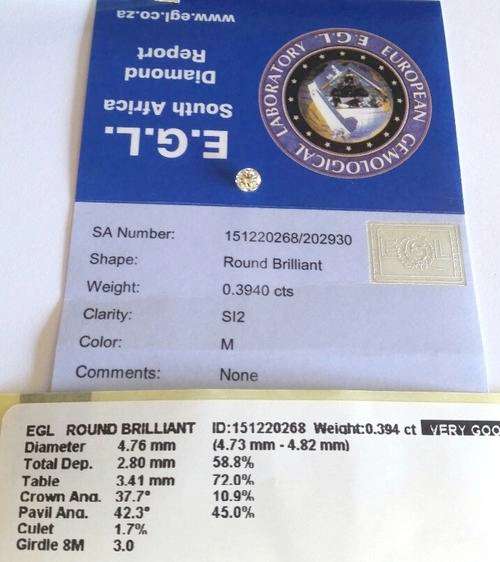 www.egl.co.za
Diamond
Report
South Africa
E.G.L.
EUROPEAN GEMOLOGICAL LABORATORY
E.G.L.
SA Number: 151220268/202930
Shape: Round Brilliant
Weight: 0.3940 cts
Clarity: SI2
Color: M
Comments: None
EGL ROUND BRILLIANT ID:151220268 Weight:0.394 ct VERY GOO
Diameter 4.76 mm (4.73 mm - 4.82 mm)
Total Dep. 2.80 mm 58.8%
Table 3.41 mm 72.0%
Crown Ang. 37.7° 10.9%
Pavil Ang. 42.3° 45.0%
Culet 1.7%
Girdle 8M 3.0